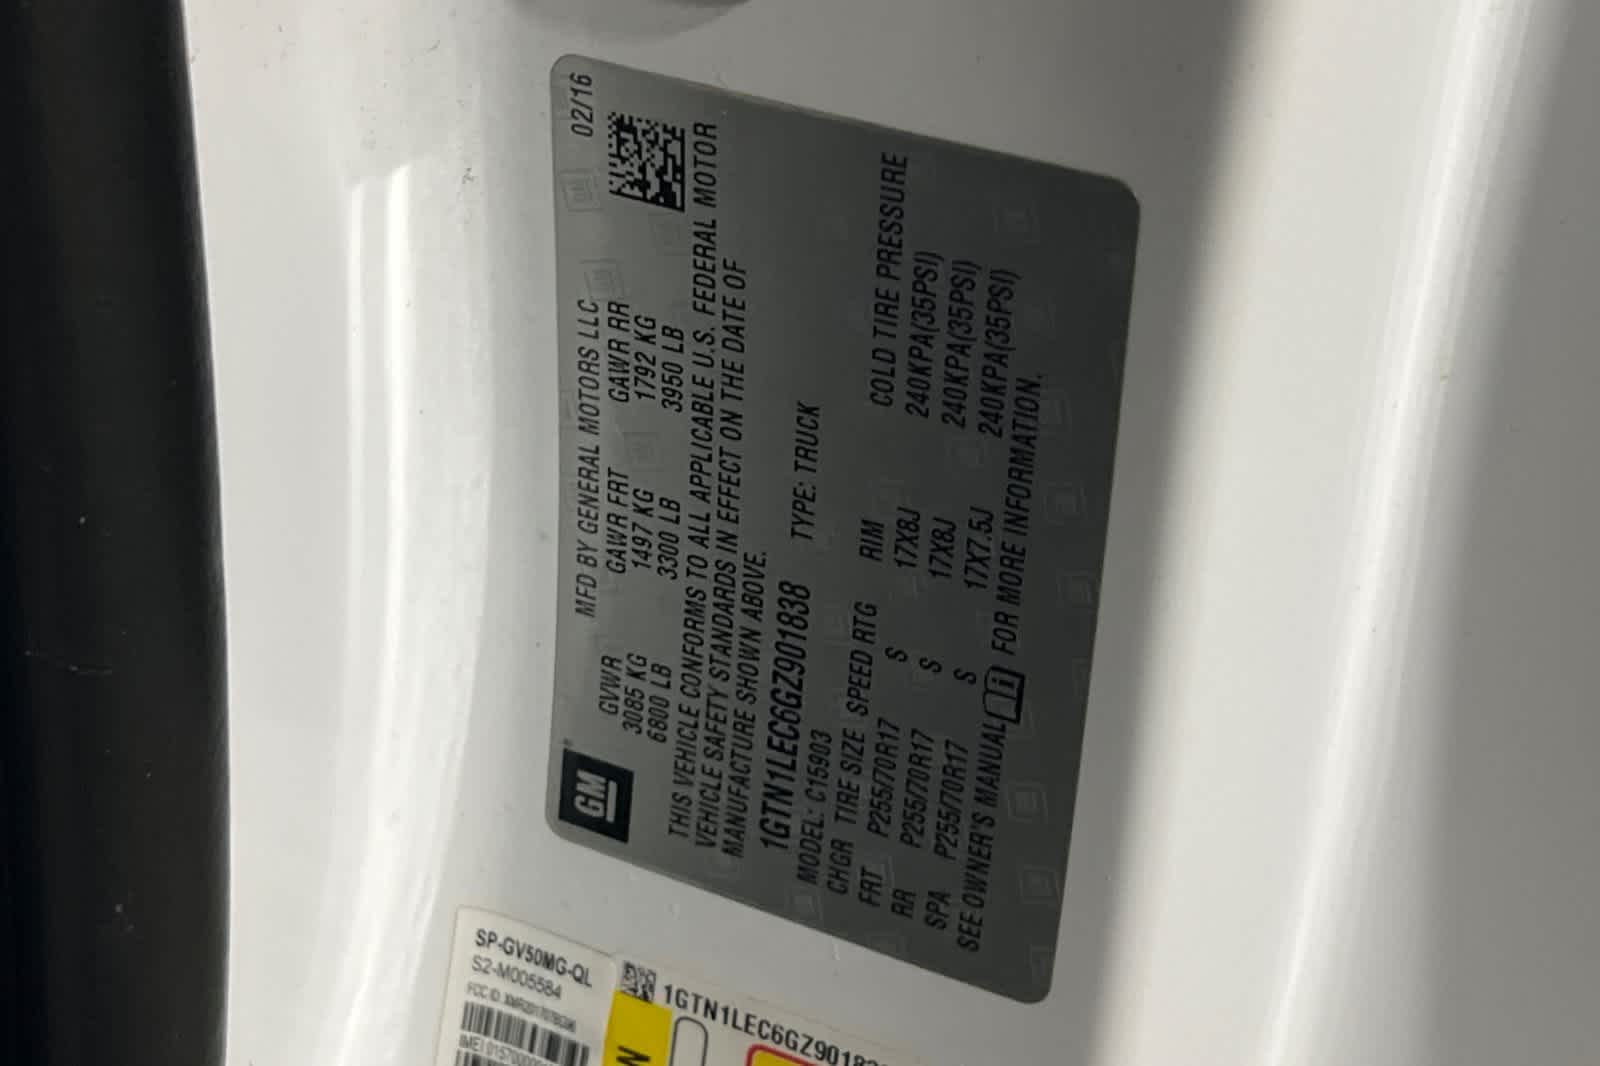 MFD BY GENERAL MOTORS LLC 02/16
GM
GVWR GAWR FRT GAWR RR
3085 KG 1497 KG 1792 KG
6800 LB 3300 LB 3950 LB
THIS VEHICLE CONFORMS TO ALL APPLICABLE U.S. FEDERAL MOTOR
VEHICLE SAFETY STANDARDS IN EFFECT ON THE DATE OF
MANUFACTURE SHOWN ABOVE.
1GTN1LEC6GZ901838 TYPE: TRUCK
MODEL: C15903
CHGR TIRE SIZE SPEED RTG RIM COLD TIRE PRESSURE
FRT P255/70R17 S 17X8J 240KPA(35PSI)
RR P255/70R17 S 17X8J 240KPA(35PSI)
SPA P255/70R17 S 17X7.5J 240KPA(35PSI)
SEE OWNER'S MANUAL i FOR MORE INFORMATION.
SP-GV50MG-QL
S2-M005584
FCC ID:
IMEI
1GTN1LEC6GZ9018